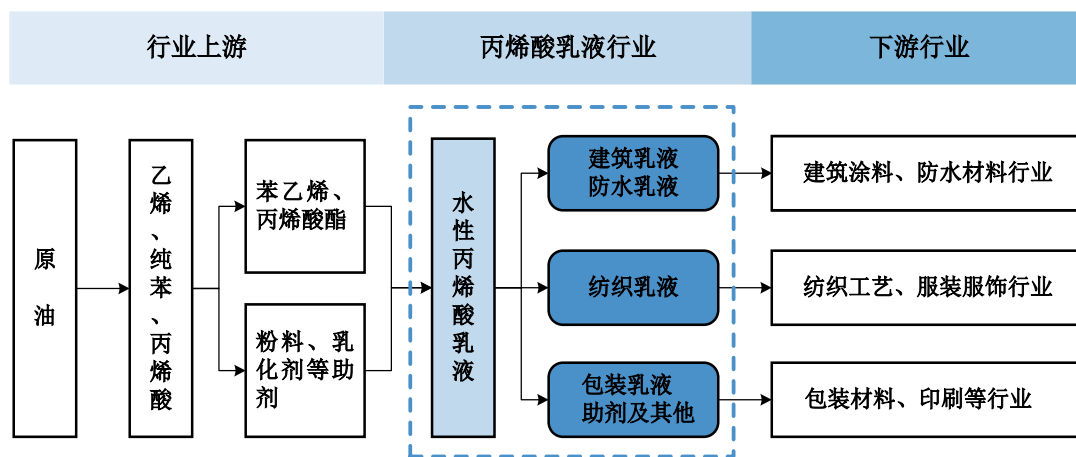 行业上游
丙烯酸乳液行业
下游行业
原油
乙烯、纯苯、丙烯酸
苯乙烯、
丙烯酸酯
粉料、乳
化剂等助
剂
水性丙烯酸乳液
建筑乳液
防水乳液
纺织乳液
包装乳液
助剂及其他
建筑涂料、防水材料行业
纺织工艺、服装服饰行业
包装材料、印刷等行业